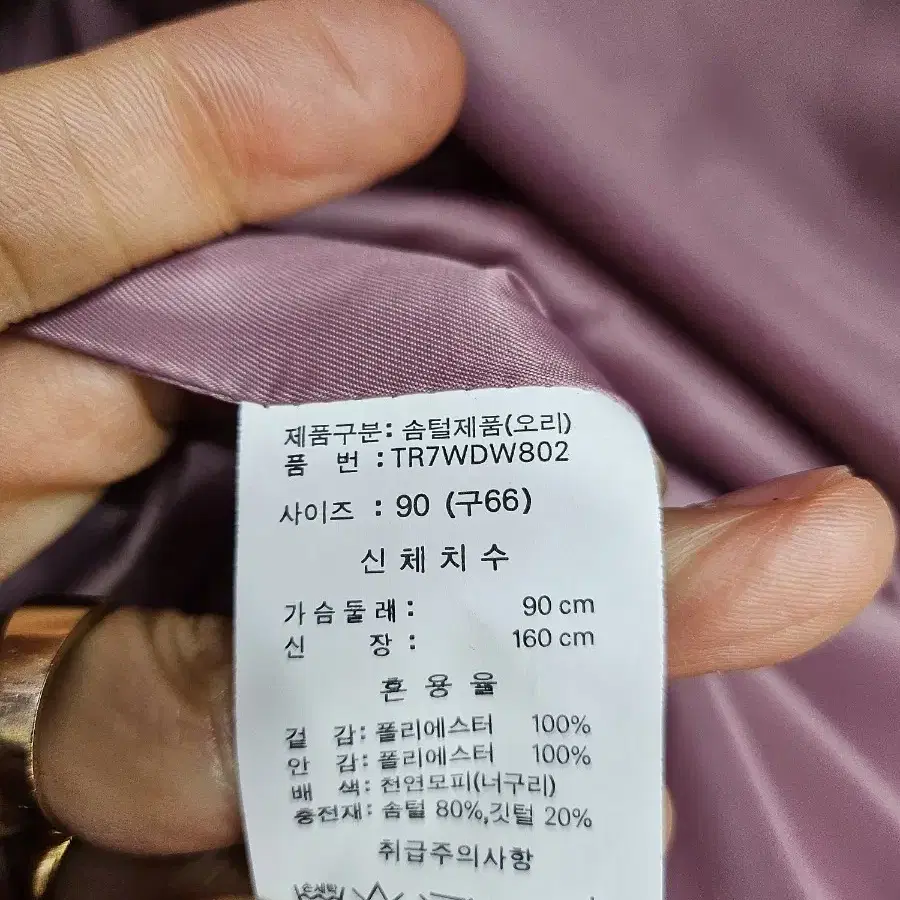 제품구분: 솜털제품(오리)
품 번 : TR7WDW802
사이즈 : 90 (구66)
신체치수
가슴둘레 : 90 cm
신 장 : 160 cm
혼용율
겉 감: 폴리에스터 100%
안 감: 폴리에스터 100%
배 색: 천연모피(너구리)
충전재: 솜털 80%,깃털 20%
취급주의사항
손세탁